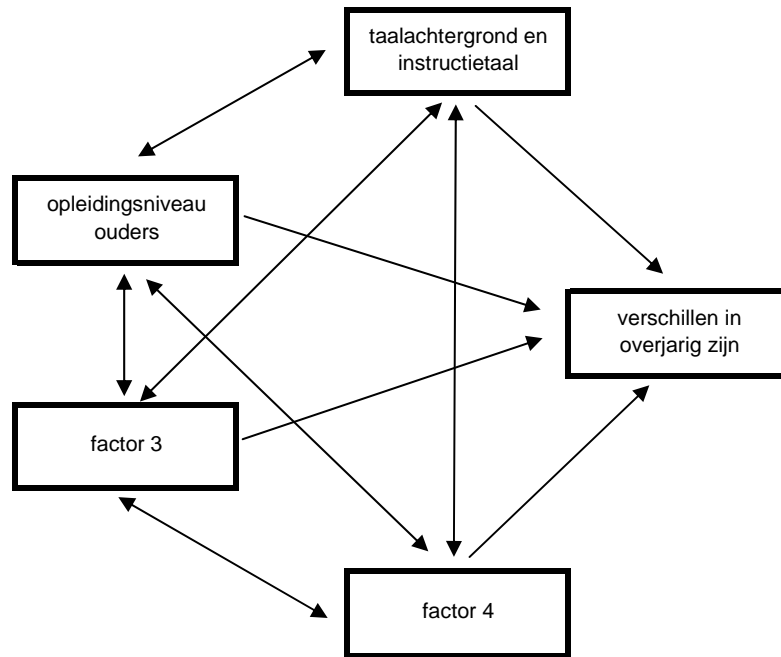 taalachtergrond en
instructietaal
opleidingsniveau
ouders
verschillen in
overjarig zijn
factor 3
factor 4